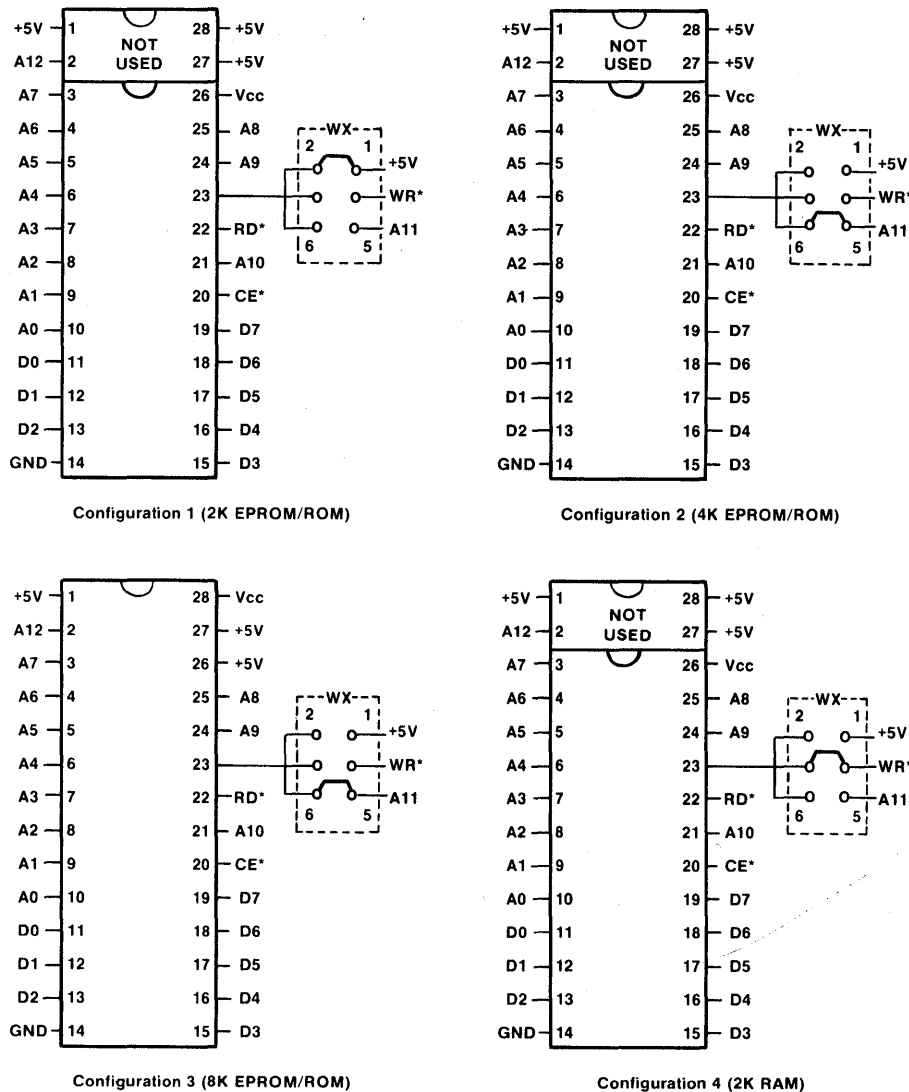 +5V 1 28 +5V
NOT
A12 2 USED 27 +5V
A7 3 26 Vcc
A6 4 25 A8 WX
2 1
A5 5 24 A9 +5V
A4 6 23 WR*
A3 7 22 RD* A11
6 5
A2 8 21 A10
A1 9 20 CE*
A0 10 19 D7
D0 11 18 D6
D1 12 17 D5
D2 13 16 D4
GND 14 15 D3
Configuration 1 (2K EPROM/ROM)
+5V 1 28 +5V
NOT
A12 2 USED 27 +5V
A7 3 26 Vcc
A6 4 25 A8 WX
2 1
A5 5 24 A9 +5V
A4 6 23 WR*
A3 7 22 RD* A11
6 5
A2 8 21 A10
A1 9 20 CE*
A0 10 19 D7
D0 11 18 D6
D1 12 17 D5
D2 13 16 D4
GND 14 15 D3
Configuration 2 (4K EPROM/ROM)
+5V 1 28 Vcc
A12 2 27 +5V
A7 3 26 +5V
A6 4 25 A8 WX
2 1
A5 5 24 A9 +5V
A4 6 23 WR*
A3 7 22 RD* A11
6 5
A2 8 21 A10
A1 9 20 CE*
A0 10 19 D7
D0 11 18 D6
D1 12 17 D5
D2 13 16 D4
GND 14 15 D3
Configuration 3 (8K EPROM/ROM)
+5V 1 28 +5V
NOT
A12 2 USED 27 +5V
A7 3 26 Vcc
A6 4 25 A8 WX
2 1
A5 5 24 A9 +5V
A4 6 23 WR*
A3 7 22 RD* A11
6 5
A2 8 21 A10
A1 9 20 CE*
A0 10 19 D7
D0 11 18 D6
D1 12 17 D5
D2 13 16 D4
GND 14 15 D3
Configuration 4 (2K RAM)